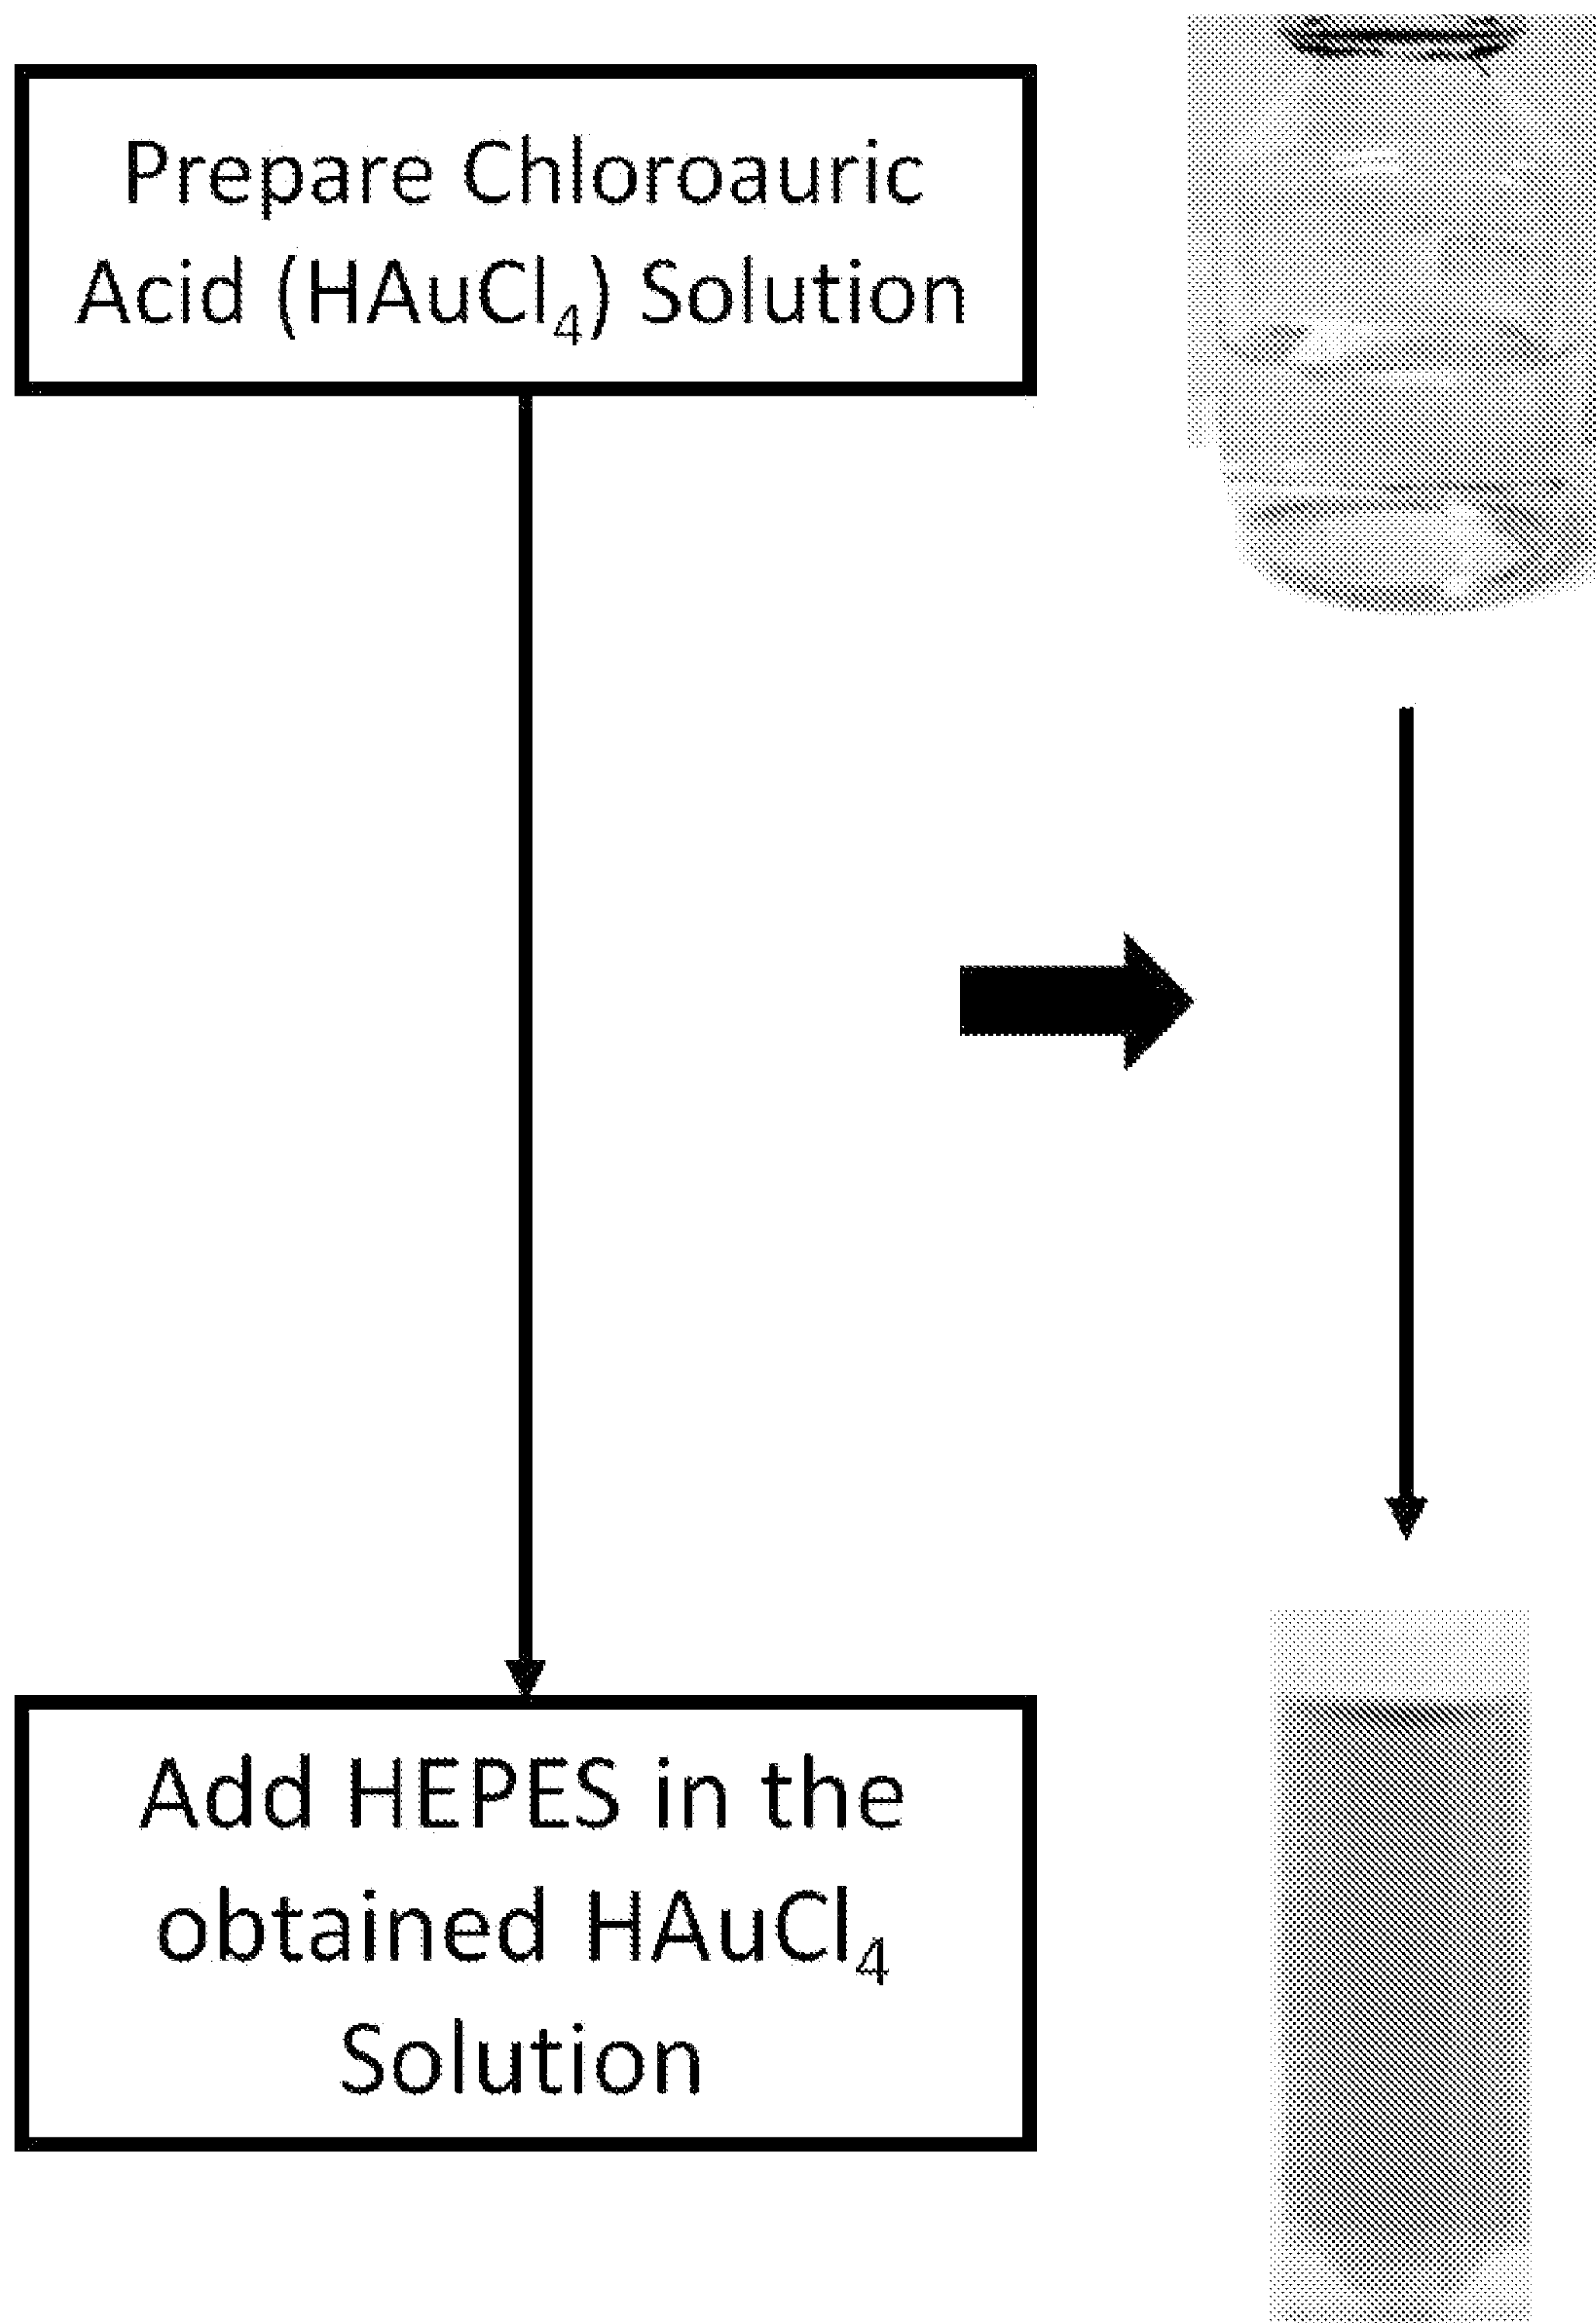 Prepare Chloroauric
Acid (HAuCl₄) Solution
Add HEPES in the
obtained HAuCl₄
Solution